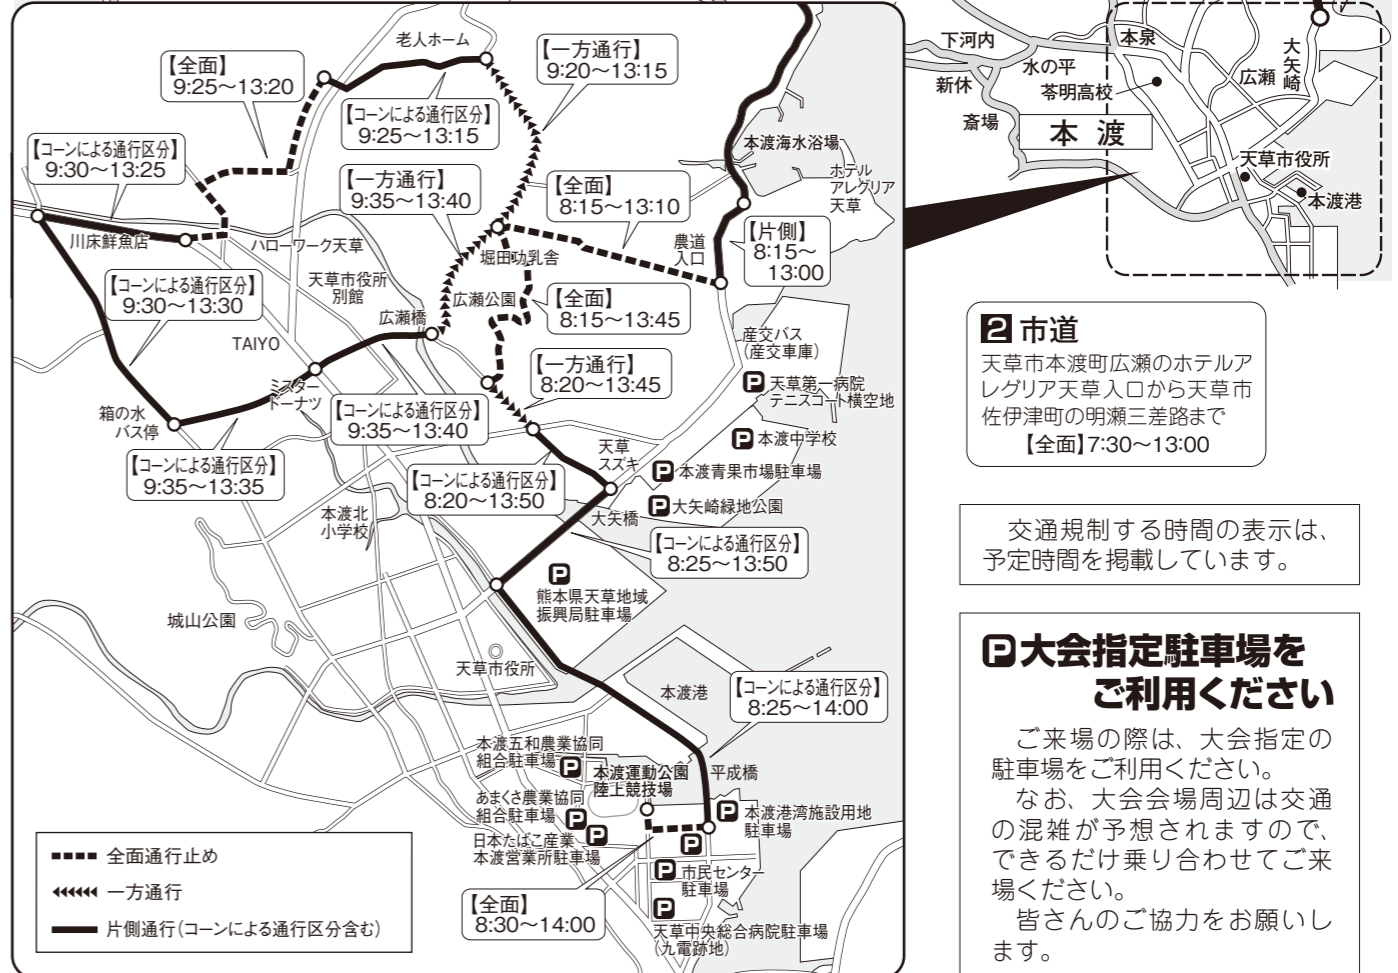 老人ホーム
【一方通行】
9:20～13:15
【全面】
9:25～13:20
【コーンによる通行区分】
9:25～13:15
【コーンによる通行区分】
9:30～13:25
【一方通行】
9:35～13:40
【全面】
8:15～13:10
本渡海水浴場
ホテル
アレグリア
天草
農道
入口
【片側】
8:15～
13:00
川床鮮魚店
ハローワーク天草
堀田功乳舎
【コーンによる通行区分】
9:30～13:30
天草市役所
別館
広瀬公園
【全面】
8:15～13:45
広瀬橋
TAIYO
産交バス
（産交車庫）
【一方通行】
8:20～13:45
P 天草第一病院
テニスコート横空地
ミスター
ドーナツ
箱の水
バス停
【コーンによる通行区分】
9:35～13:40
P 本渡中学校
天草
スズキ
【コーンによる通行区分】
9:35～13:35
【コーンによる通行区分】
8:20～13:50
P 本渡青果市場駐車場
P 大矢崎緑地公園
本渡北
小学校
大矢橋
【コーンによる通行区分】
8:25～13:50
P
熊本県天草地域
振興局駐車場
城山公園
天草市役所
本渡港
【コーンによる通行区分】
8:25～14:00
本渡五和農業協同
組合駐車場 P
本渡運動公園
陸上競技場
平成橋
あまくさ農業協同
組合駐車場 P
P 本渡港湾施設用地
駐車場
日本たばこ産業 P
本渡営業所駐車場
P
P 市民センター
駐車場
【全面】
8:30～14:00
P
天草中央総合病院駐車場
（九電跡地）
全面通行止め
一方通行
片側通行（コーンによる通行区分含む）
下河内
本泉
大矢崎
水の平
広瀬
新休
苓明高校
斎場
本渡
天草市役所
本渡港
2 市道
天草市本渡町広瀬のホテルア
レグリア天草入口から天草市
佐伊津町の明瀬三差路まで
【全面】7:30～13:00
交通規制する時間の表示は、
予定時間を掲載しています。
P大会指定駐車場を
ご利用ください
ご来場の際は、大会指定の
駐車場をご利用ください。
なお、大会会場周辺は交通
の混雑が予想されますので、
できるだけ乗り合わせてご来
場ください。
皆さんのご協力をお願いし
ます。